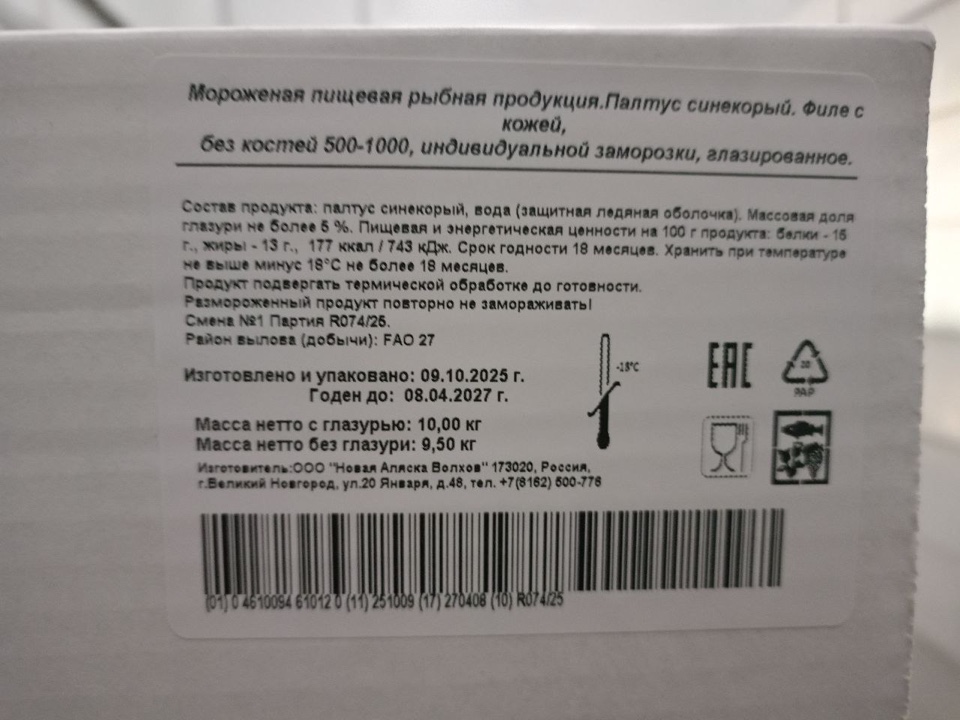 Мороженая пищевая рыбная продукция.Палтус синекорый. Филе с
кожей,
без костей 500-1000, индивидуальной заморозки, глазированное.
Состав продукта: палтус синекорый, вода (защитная ледяная оболочка). Массовая доля
глазури не более 5 %. Пищевая и энергетическая ценности на 100 г продукта: белки - 16
г., жиры - 13 г., 177 ккал / 743 кДж. Срок годности 18 месяцев. Хранить при температуре
не выше минус 18°С не более 18 месяцев.
Продукт подвергать термической обработке до готовности.
Размороженный продукт повторно не замораживать!
Смена №1 Партия R074/25.
Район вылова (добычи): FAO 27
-18°С
EAC
20
PAP
Изготовлено и упаковано: 09.10.2025 г.
Годен до: 08.04.2027 г.
Масса нетто с глазурью: 10,00 кг
Масса нетто без глазури: 9,50 кг
Изготовитель:ООО "Новая Аляска Волхов" 173020, Россия,
г.Великий Новгород, ул.20 Января, д.48, тел. +7(8162) 500-776
(01) 0 4610094 61012 0 (11) 251009 (17) 270408 (10) R074/25